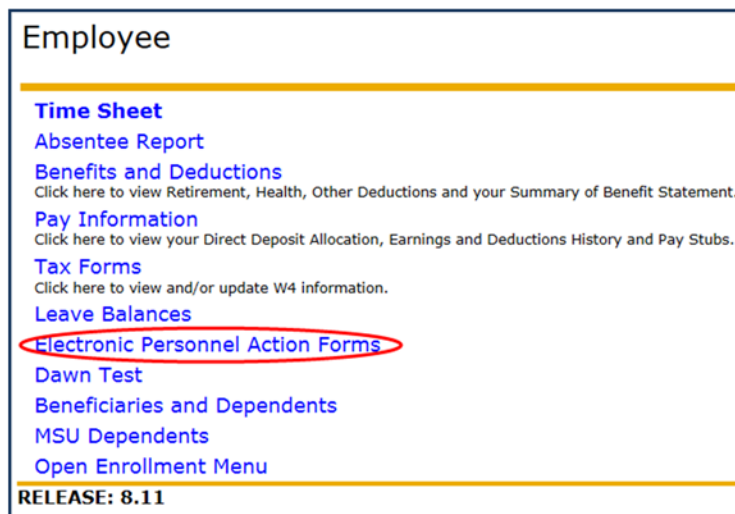 Employee
Time Sheet
Absentee Report
Benefits and Deductions
Click here to view Retirement, Health, Other Deductions and your Summary of Benefit Statement.
Pay Information
Click here to view your Direct Deposit Allocation, Earnings and Deductions History and Pay Stubs.
Tax Forms
Click here to view and/or update W4 information.
Leave Balances
Electronic Personnel Action Forms
Dawn Test
Beneficiaries and Dependents
MSU Dependents
Open Enrollment Menu
RELEASE: 8.11